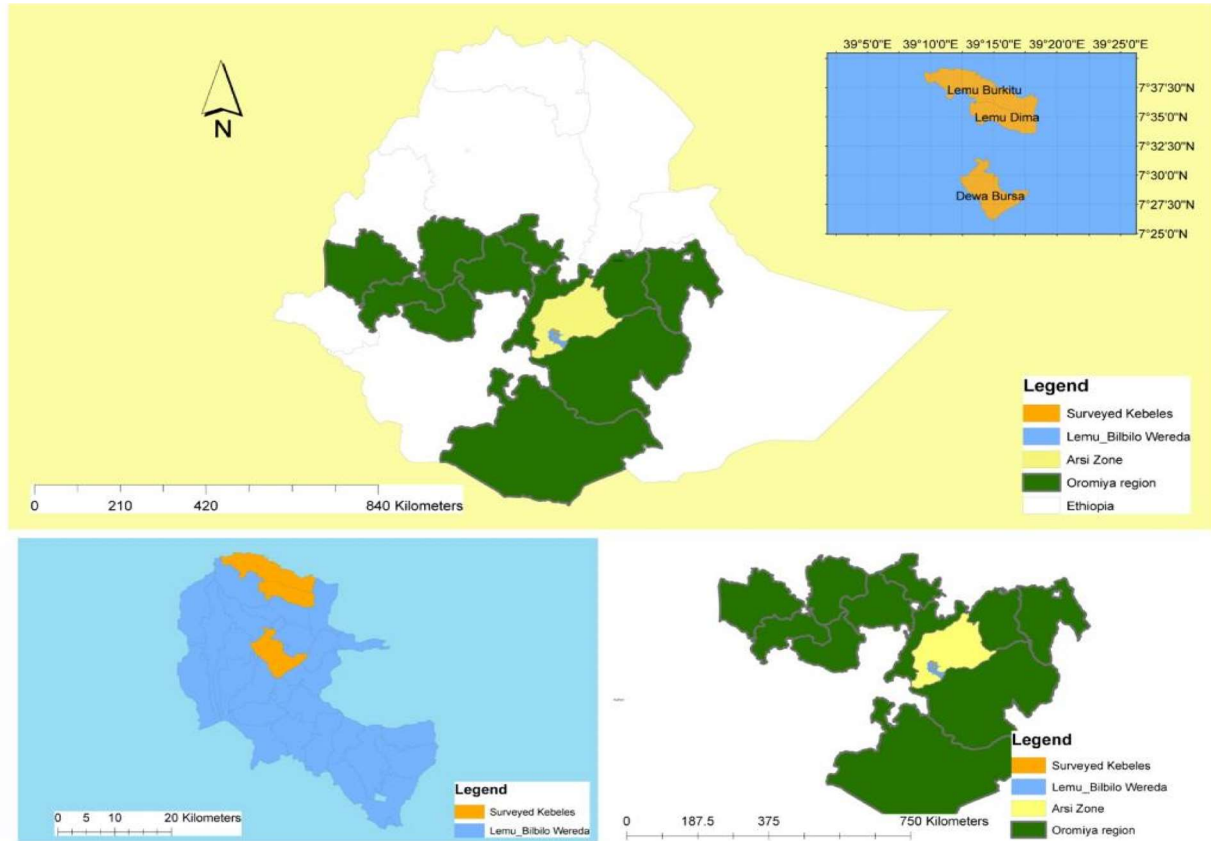 39°5'0"E 39°10'0"E 39°15'0"E 39°20'0"E 39°25'0"E
7°37'30"N
7°35'0"N
7°32'30"N
7°30'0"N
7°27'30"N
7°25'0"N
Lemu Burkitu
Lemu Dima
Dewa Bursa
N
Legend
Surveyed Kebeles
Lemu_Bilbilo Wereda
Arsi Zone
Oromiya region
Ethiopia
0 210 420 840 Kilometers
Legend
Surveyed Kebeles
Lemu_Bilbilo Wereda
0 5 10 20 Kilometers
Legend
Surveyed Kebeles
Lemu_Bilbilo Wereda
Arsi Zone
Oromiya region
0 187.5 375 750 Kilometers